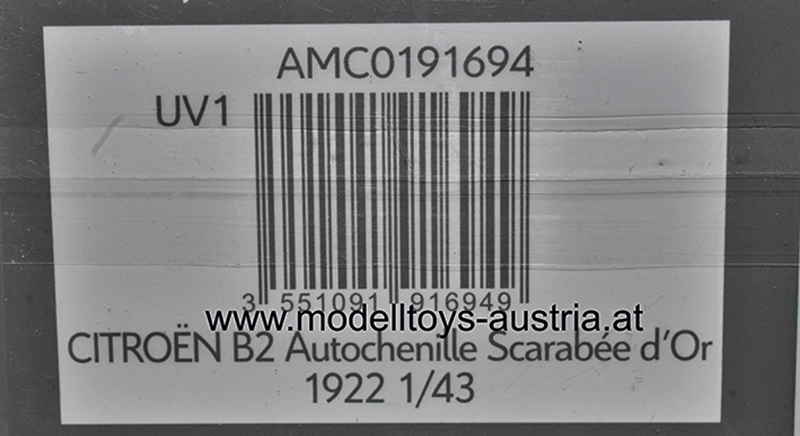 AMC0191694
UV1
3 551091 916949
www.modelltoys-austria.at
CITROËN B2 Autochenille Scarabée d'Or
1922 1/43